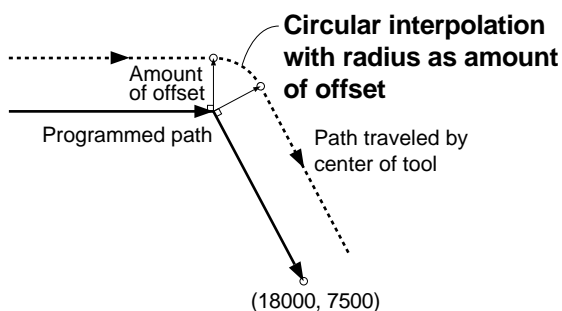 Circular interpolation
with radius as amount
of offset
Amount
of offset
Programmed path
Path traveled by
center of tool
(18000, 7500)